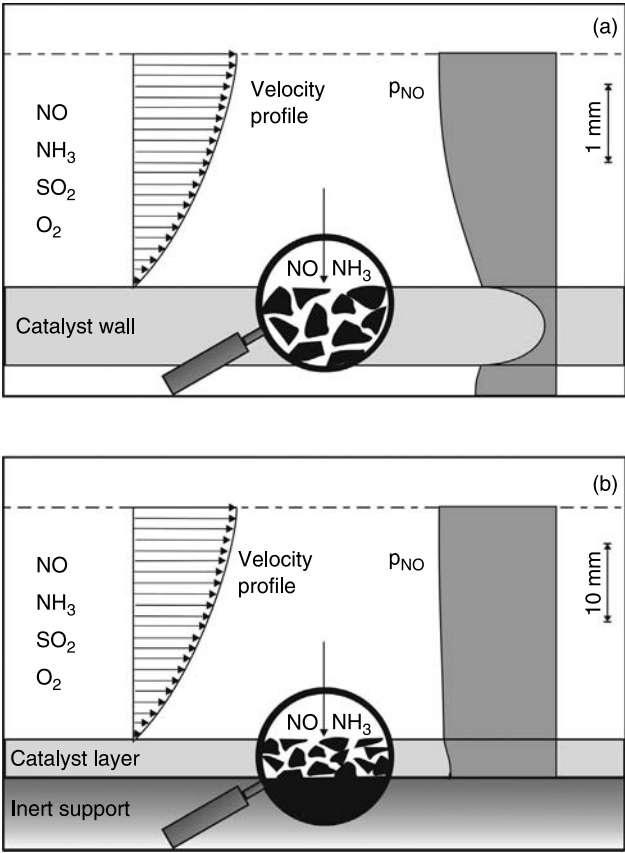 (a)
NO
NH₃
SO₂
O₂
Velocity
profile
pNO
1 mm
NO NH₃
Catalyst wall
(b)
NO
NH₃
SO₂
O₂
Velocity
profile
pNO
10 mm
NO NH₃
Catalyst layer
Inert support